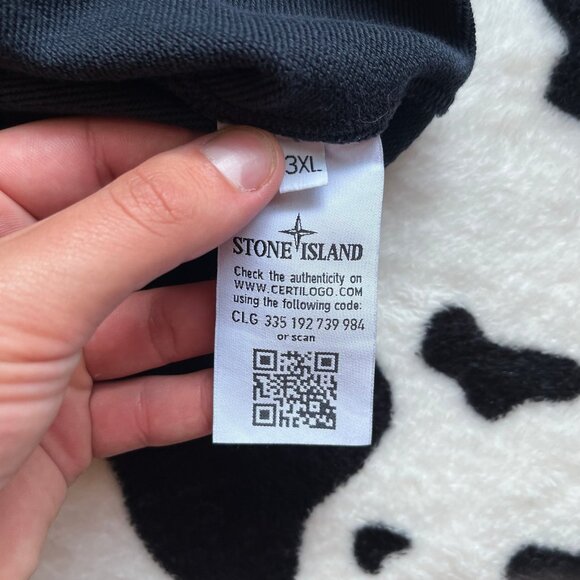 3XL
STONE ISLAND
Check the authenticity on
WWW.CERTILOGO.COM
using the following code:
CLG 335 192 739 984
or scan